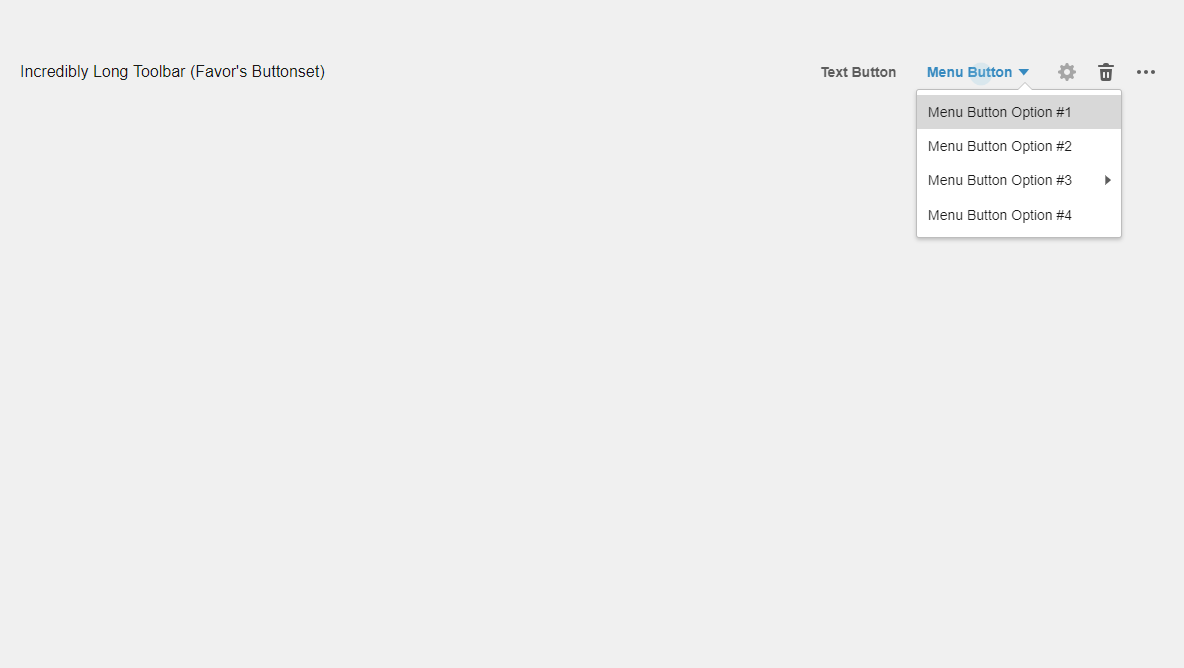 Incredibly Long Toolbar (Favor's Buttonset)
Text Button
Menu Button
Menu Button Option #1
Menu Button Option #2
Menu Button Option #3
Menu Button Option #4